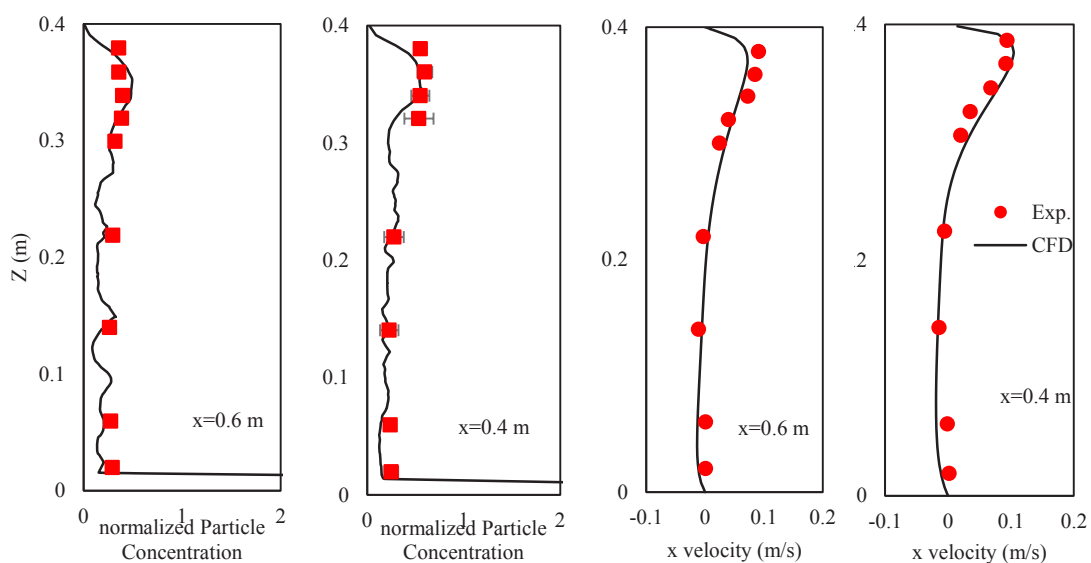 Z (m)
0.4
0.3
0.2
0.1
0
x=0.6 m
0
1
2
normalized Particle
Concentration
0.4
0.3
0.2
0.1
0
x=0.4 m
0
1
2
normalized Particle
Concentration
0.4
0.2
0
x=0.6 m
-0.1
0
0.1
0.2
x velocity (m/s)
0.4
.2
0
Exp.
CFD
x=0.4 m
-0.1
0
0.1
0.2
x velocity (m/s)